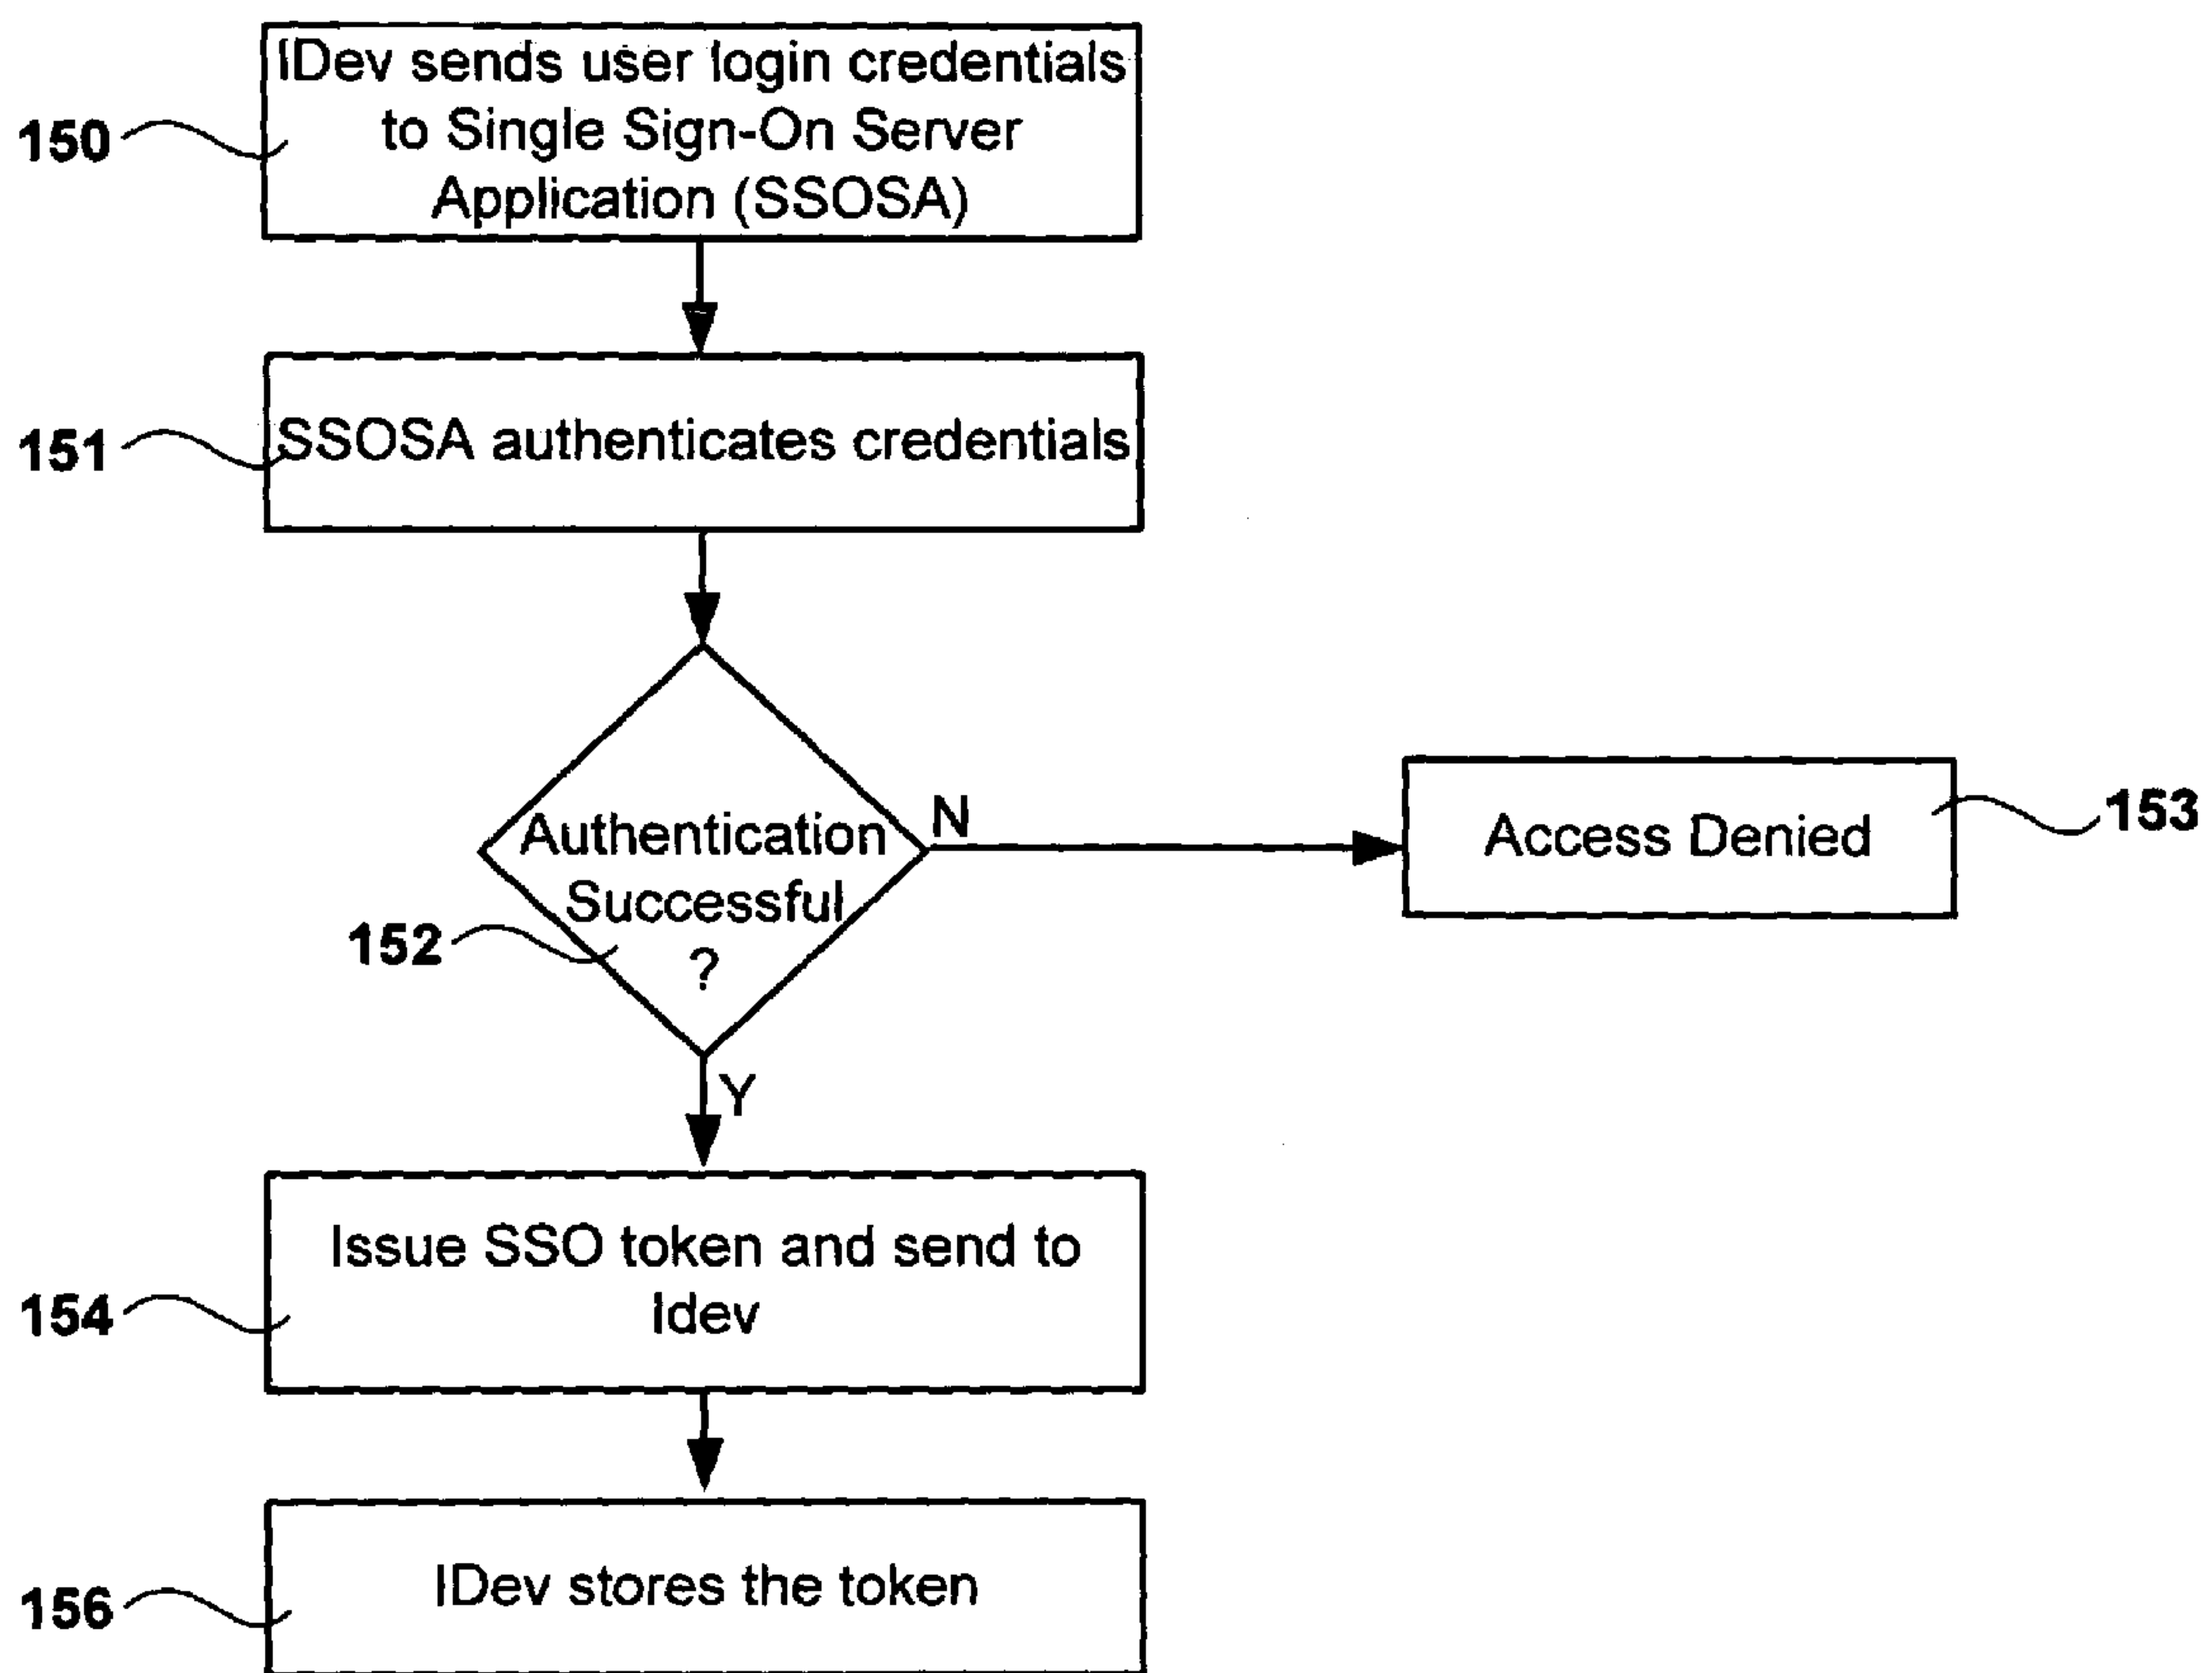 IDev sends user login credentials
150
to Single Sign-On Server
Application (SSOSA)
151
SSOSA authenticates credentials
Authentication
N
Successful
?
152
Access Denied
153
Y
Issue SSO token and send to
Idev
154
IDev stores the token
156